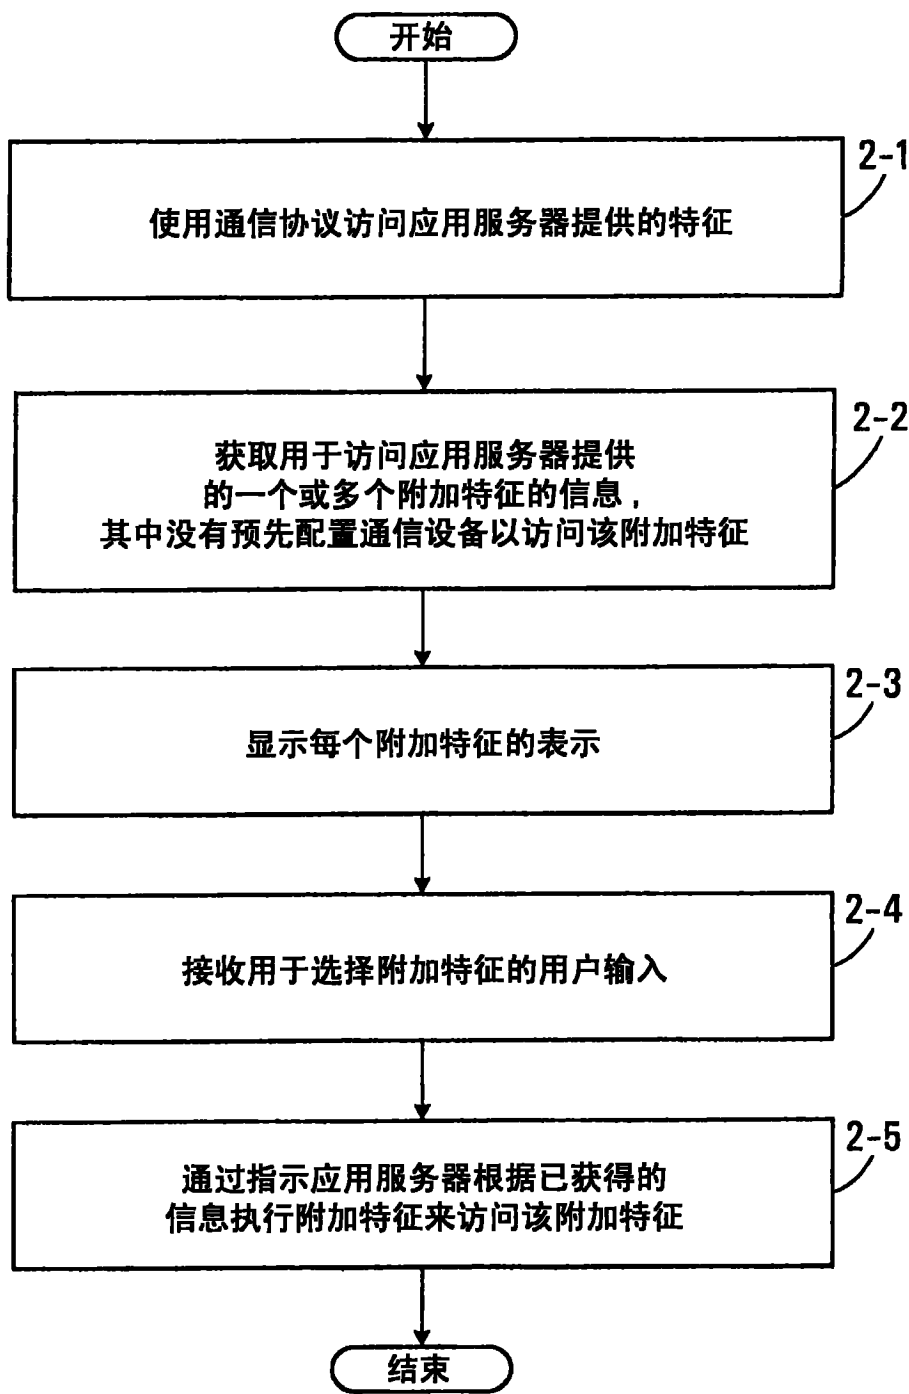 开始
2-1
使用通信协议访问应用服务器提供的特征
2-2
获取用于访问应用服务器提供
的一个或多个附加特征的信息,
其中没有预先配置通信设备以访问该附加特征
2-3
显示每个附加特征的表示
2-4
接收用于选择附加特征的用户输入
2-5
通过指示应用服务器根据已获得的
信息执行附加特征来访问该附加特征
结束